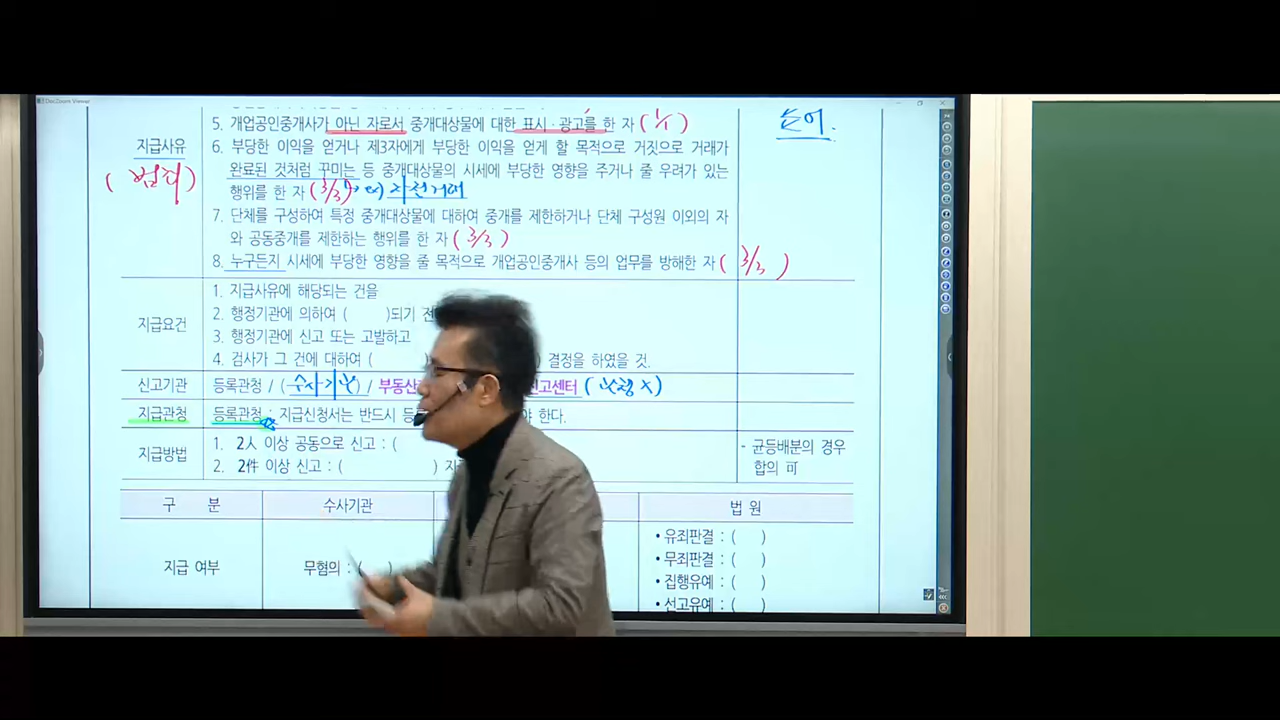 DocZoom Viewer
5. 개업공인중개사가 아닌 자로서 중개대상물에 대한 표시·광고를 한 자 (1/1)
순어.
지급사유
(범죄)
6. 부당한 이익을 얻거나 제3자에게 부당한 이익을 얻게 할 목적으로 거짓으로 거래가
완료된 것처럼 꾸미는 등 중개대상물의 시세에 부당한 영향을 주거나 줄 우려가 있는
행위를 한 자 (3/3) ex) 자전거래
7. 단체를 구성하여 특정 중개대상물에 대하여 중개를 제한하거나 단체 구성원 이외의 자
와 공동중개를 제한하는 행위를 한 자 (3/3)
8. 누구든지 시세에 부당한 영향을 줄 목적으로 개업공인중개사 등의 업무를 방해한 자 (3/3)
지급요건
1. 지급사유에 해당되는 건을
2. 행정기관에 의하여 ( )되기 전
3. 행정기관에 신고 또는 고발하고
4. 검사가 그 건에 대하여 ( ) 결정을 하였을 것.
신고기관
등록관청 / (수사기관) / 부동산 신고센터 (포상 X)
지급관청
등록관청 : 지급신청서는 반드시 등 야 한다.
지급방법
1. 2人 이상 공동으로 신고 : (
2. 2件 이상 신고 : ( ) 지
- 균등배분의 경우
합의 可
구 분 수사기관 법 원
지급 여부
무혐의 : ( )
• 유죄판결 : ( )
• 무죄판결 : ( )
• 집행유예 : ( )
• 선고유예 : ( )